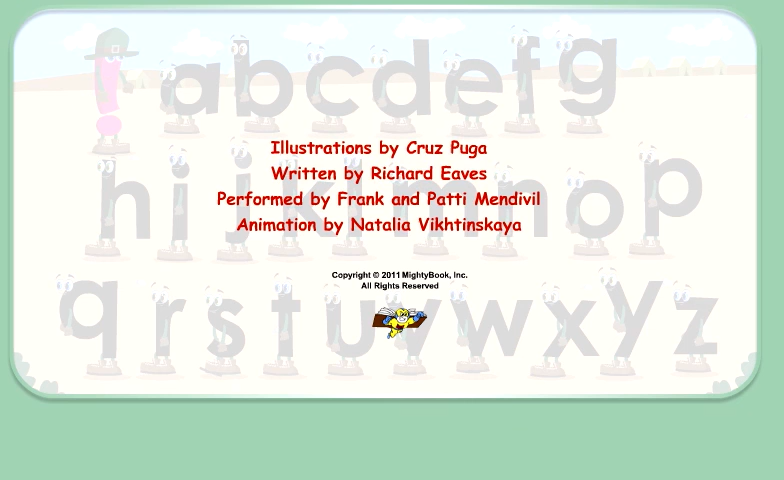 ! a b c d e f g
Illustrations by Cruz Puga
Written by Richard Eaves
Performed by Frank and Patti Mendivil
Animation by Natalia Vikhtinskaya
h i j k l m n o p
Copyright © 2011 MightyBook, Inc.
All Rights Reserved
q r s t u v w x y z